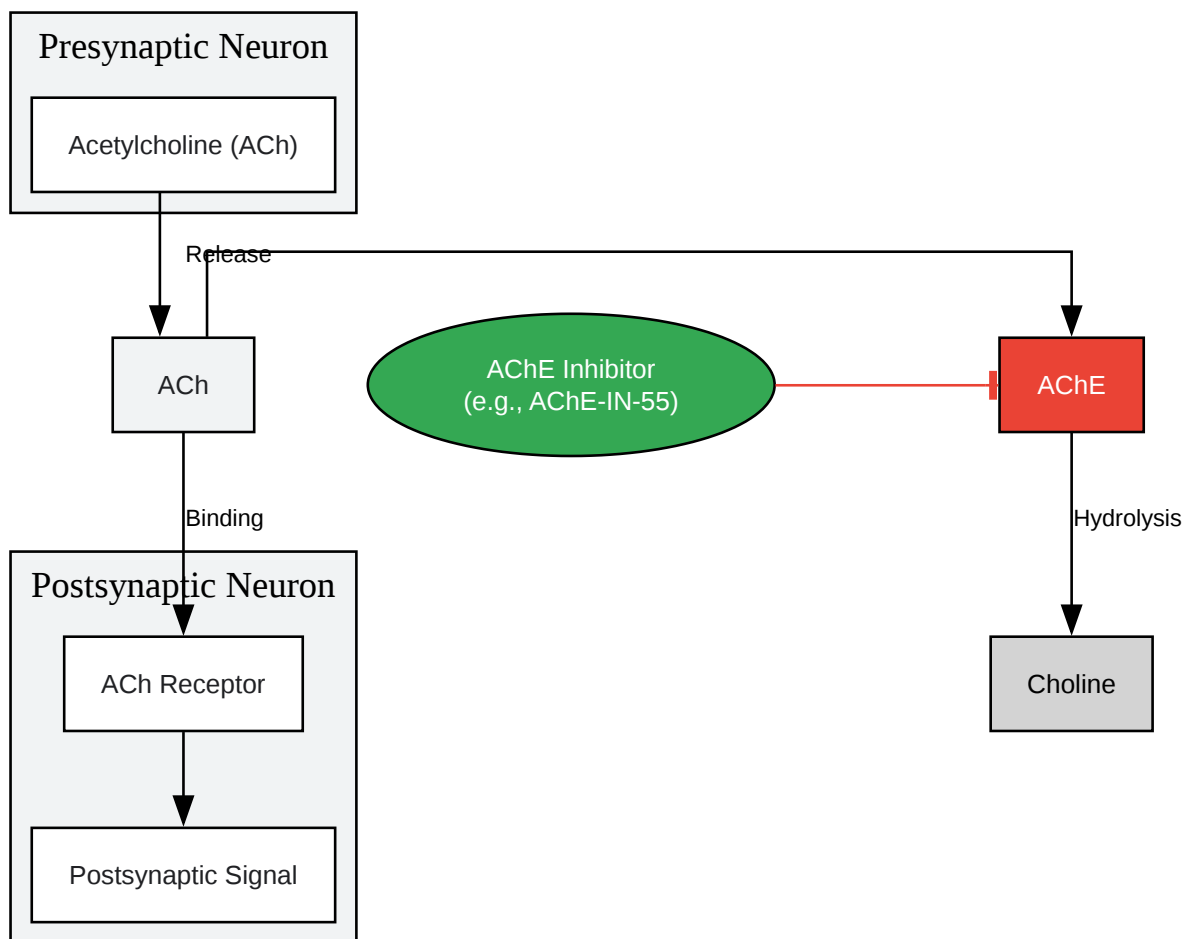 Presynaptic Neuron
Acetylcholine (ACh)
Release
ACh
AChE Inhibitor
(e.g., AChE-IN-55)
AChE
Binding
Hydrolysis
Postsynaptic Neuron
ACh Receptor
Choline
Postsynaptic Signal